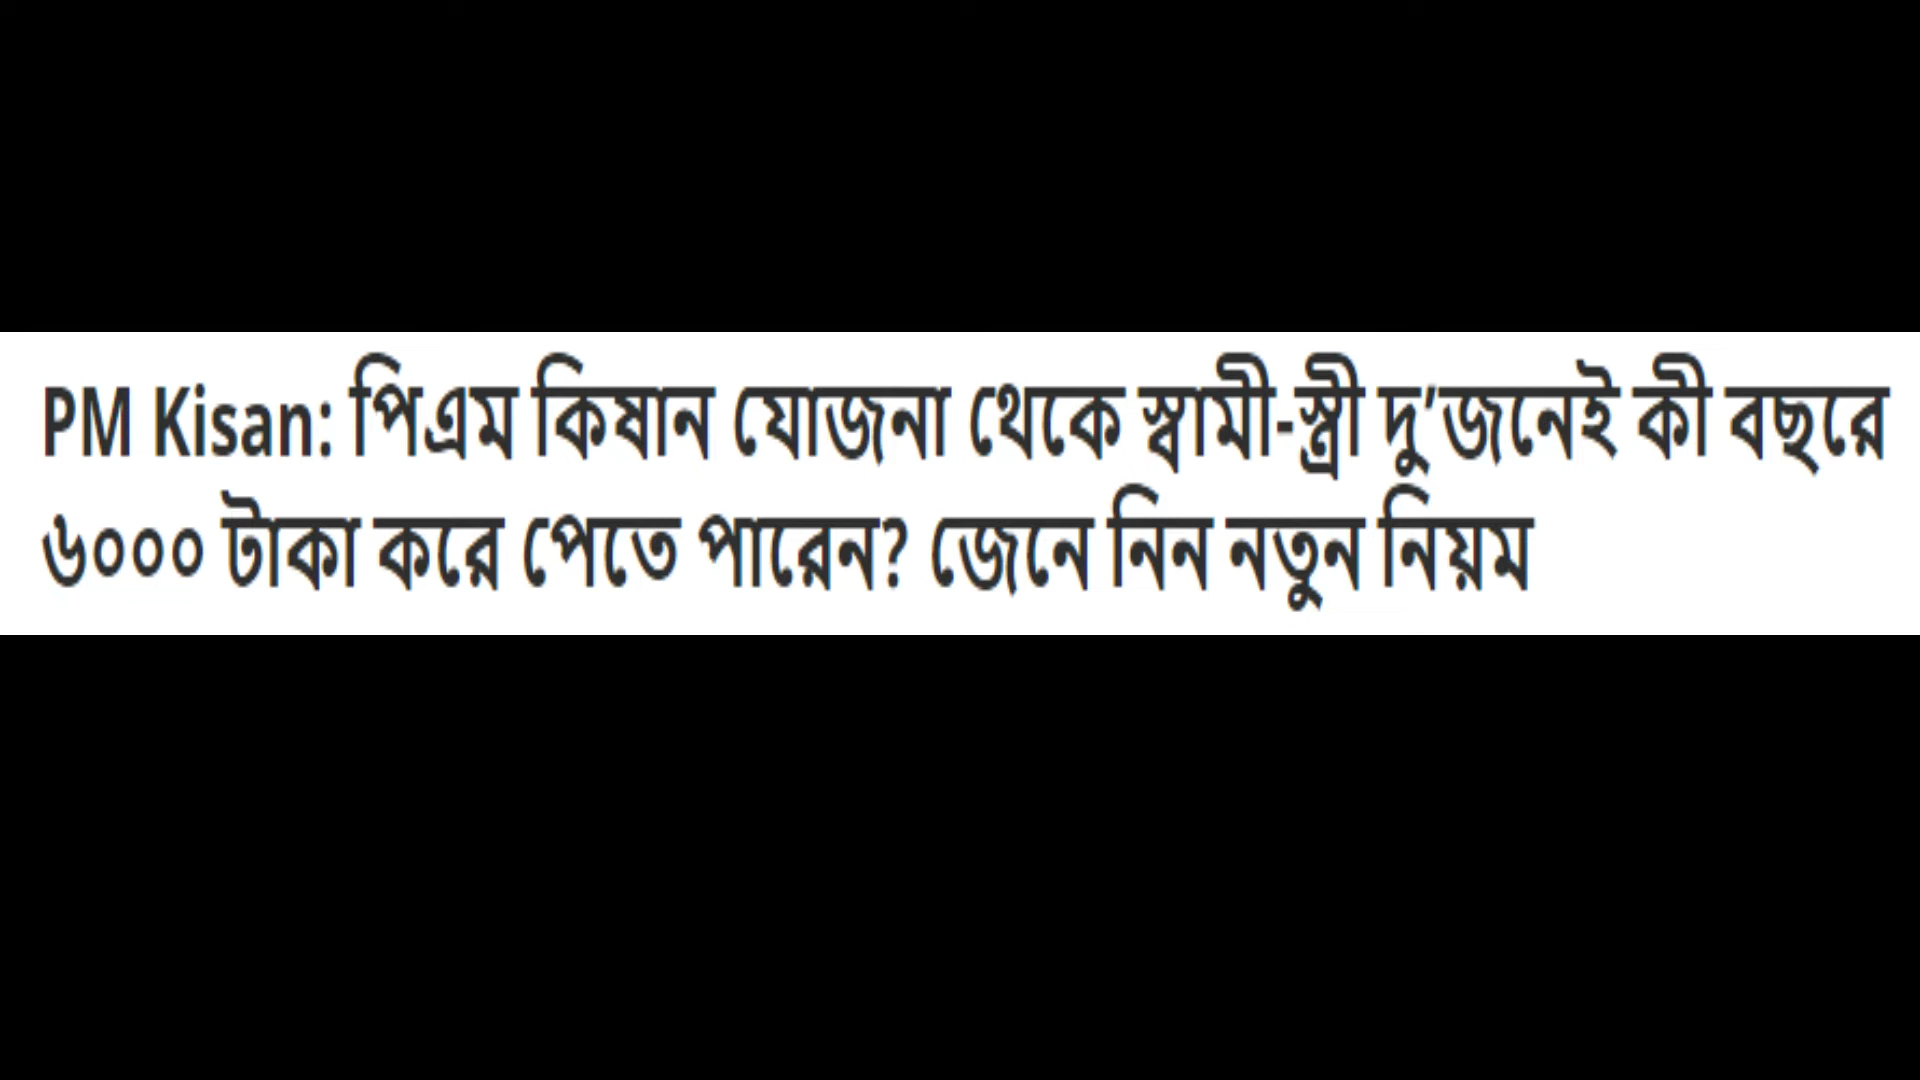 PM Kisan: পিএম কিষান যোজনা থেকে স্বামী-স্ত্রী দু’জনেই কী বছরে
৬০০০ টাকা করে পেতে পারেন? জেনে নিন নতুন নিয়ম